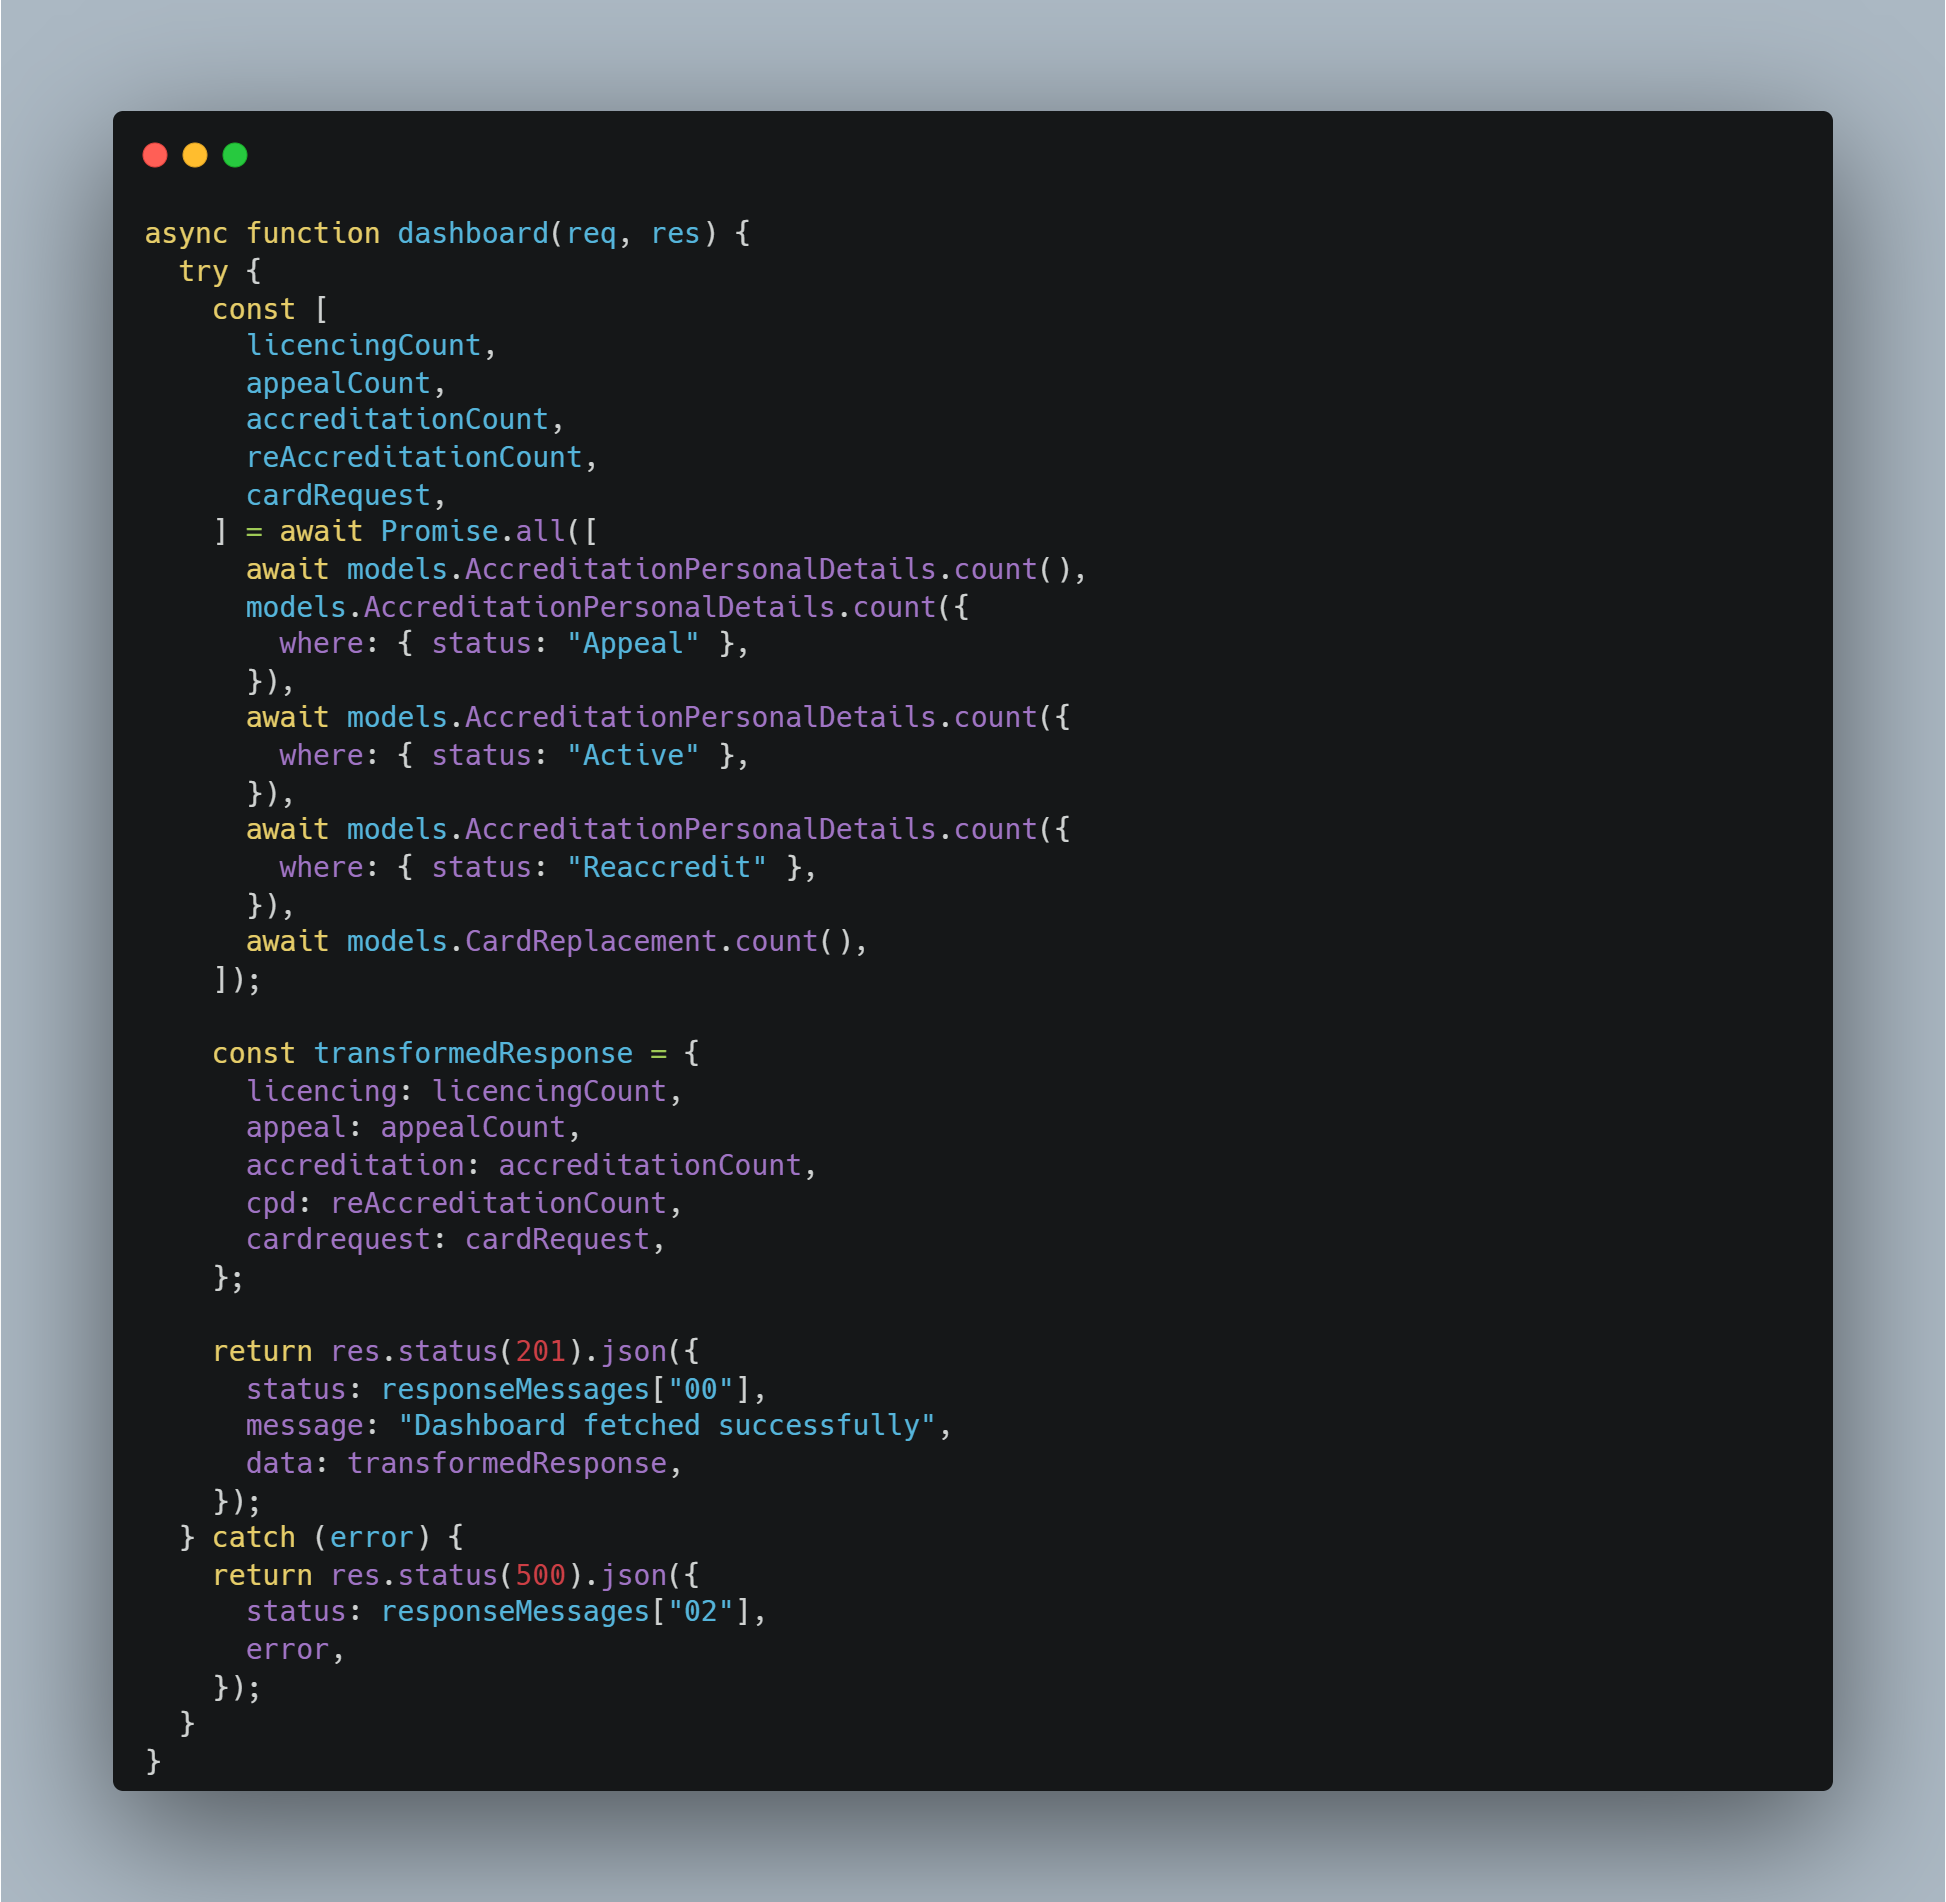 async function dashboard(req, res) {
  try {
    const [
      licencingCount,
      appealCount,
      accreditationCount,
      reAccreditationCount,
      cardRequest,
    ] = await Promise.all([
      await models.AccreditationPersonalDetails.count(),
      models.AccreditationPersonalDetails.count({
        where: { status: "Appeal" },
      }),
      await models.AccreditationPersonalDetails.count({
        where: { status: "Active" },
      }),
      await models.AccreditationPersonalDetails.count({
        where: { status: "Reaccredit" },
      }),
      await models.CardReplacement.count(),
    ]);

    const transformedResponse = {
      licencing: licencingCount,
      appeal: appealCount,
      accreditation: accreditationCount,
      cpd: reAccreditationCount,
      cardrequest: cardRequest,
    };

    return res.status(201).json({
      status: responseMessages["00"],
      message: "Dashboard fetched successfully",
      data: transformedResponse,
    });
  } catch (error) {
    return res.status(500).json({
      status: responseMessages["02"],
      error,
    });
  }
}